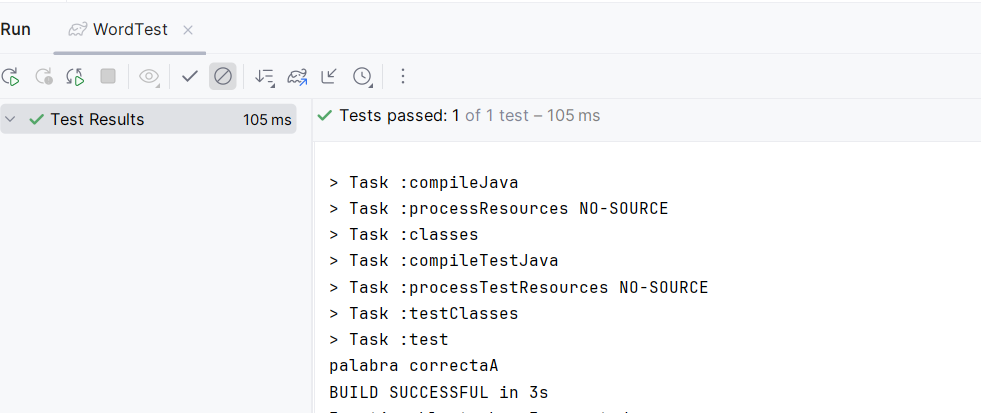 Run WordTest
Test Results 105 ms
Tests passed: 1 of 1 test – 105 ms
> Task :compileJava
> Task :processResources NO-SOURCE
> Task :classes
> Task :compileTestJava
> Task :processTestResources NO-SOURCE
> Task :testClasses
> Task :test
palabra correctaA
BUILD SUCCESSFUL in 3s